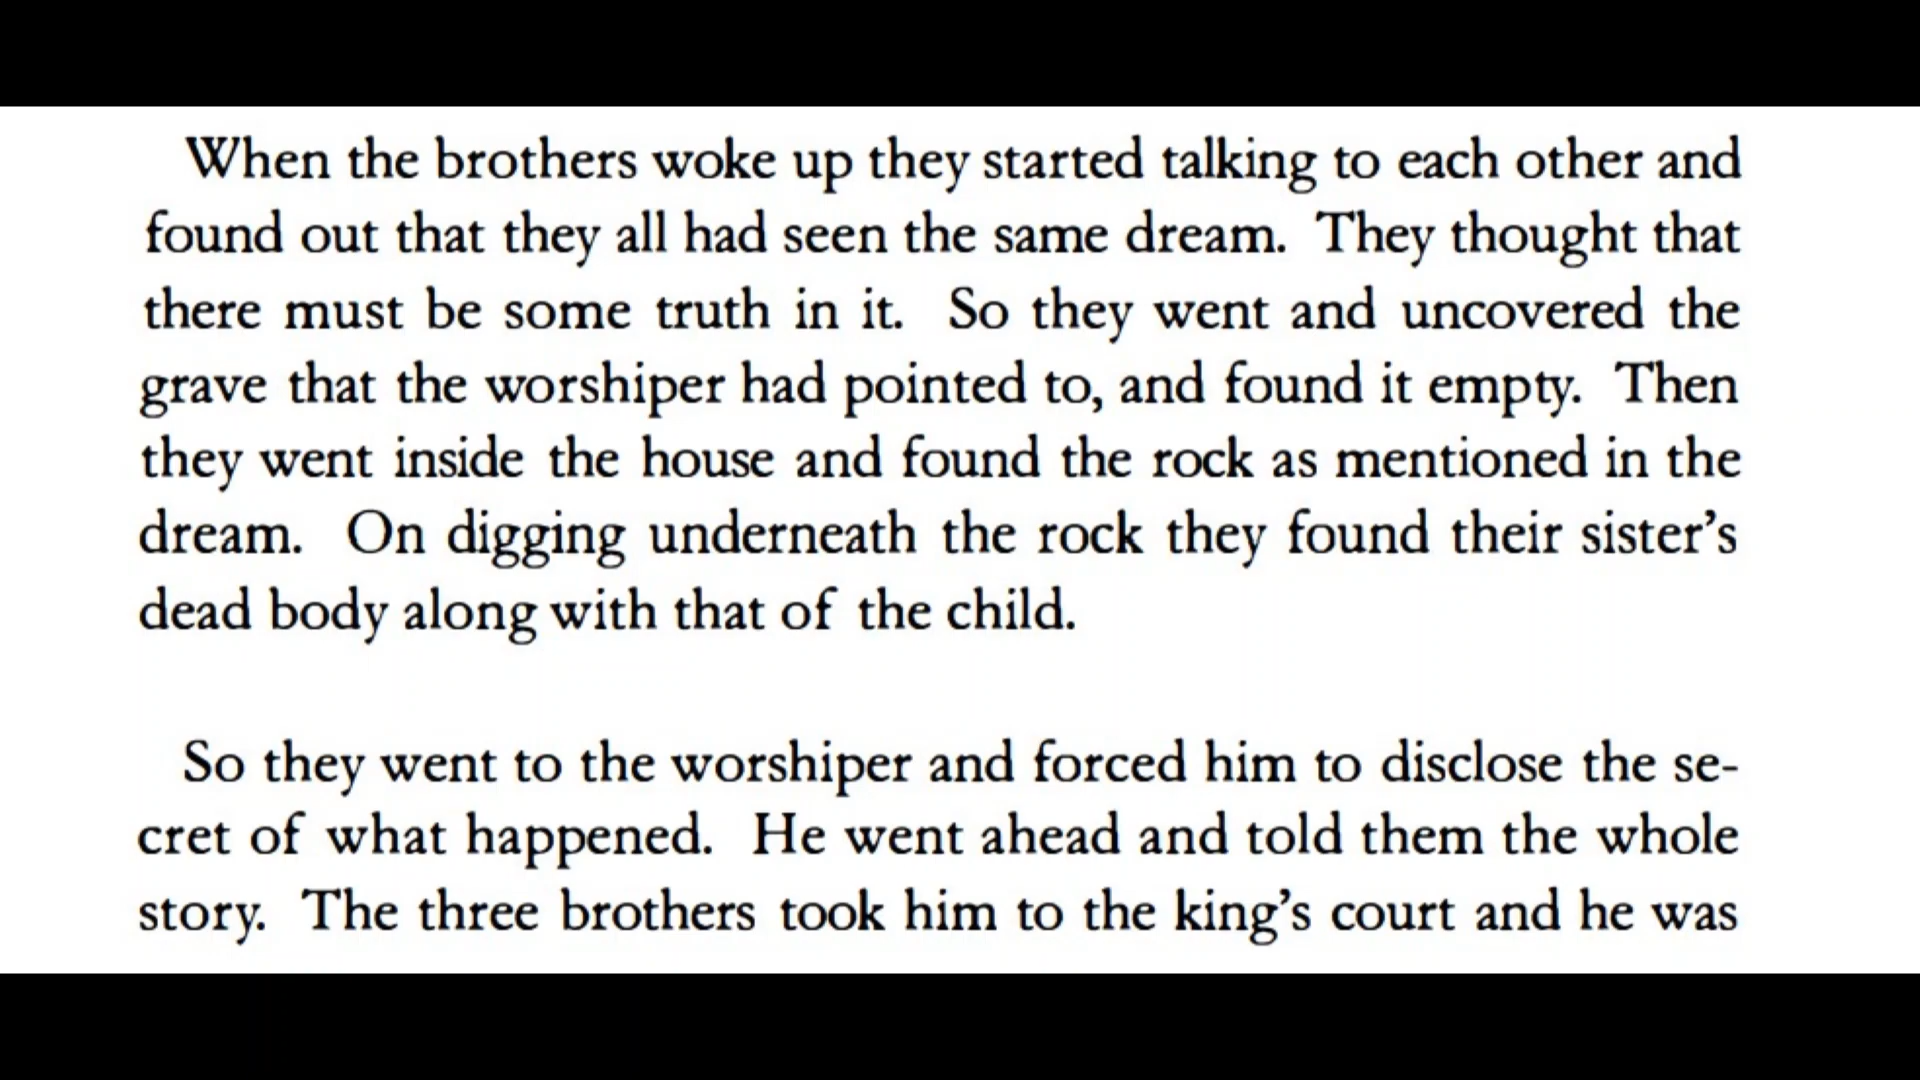 When the brothers woke up they started talking to each other and
found out that they all had seen the same dream. They thought that
there must be some truth in it. So they went and uncovered the
grave that the worshiper had pointed to, and found it empty. Then
they went inside the house and found the rock as mentioned in the
dream. On digging underneath the rock they found their sister's
dead body along with that of the child.
So they went to the worshiper and forced him to disclose the se-
cret of what happened. He went ahead and told them the whole
story. The three brothers took him to the king's court and he was